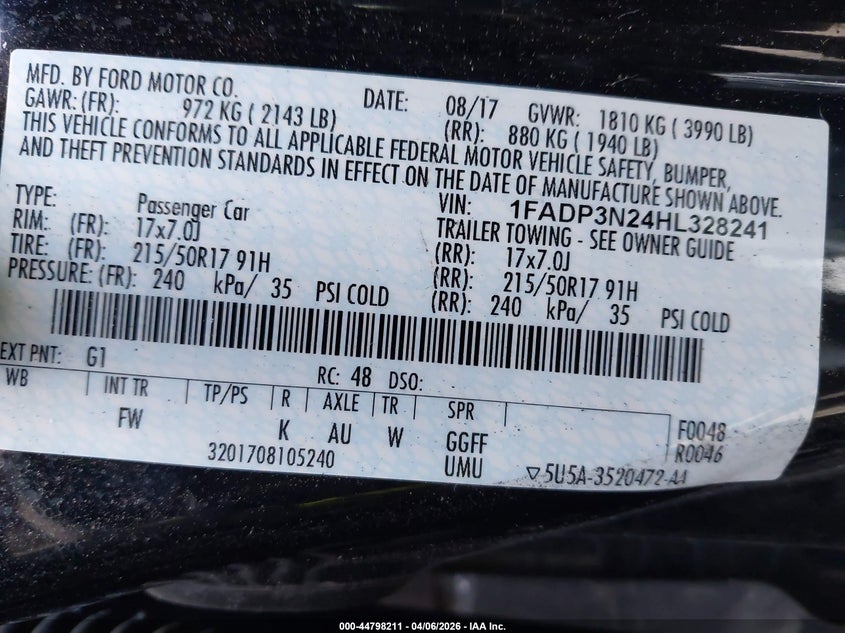 MFD. BY FORD MOTOR CO. DATE: 08/17 GVWR: 1810 KG ( 3990 LB)
GAWR: (FR): 972 KG ( 2143 LB) (RR): 880 KG ( 1940 LB)
THIS VEHICLE CONFORMS TO ALL APPLICABLE FEDERAL MOTOR VEHICLE SAFETY, BUMPER,
AND THEFT PREVENTION STANDARDS IN EFFECT ON THE DATE OF MANUFACTURE SHOWN ABOVE.
VIN: 1FADP3N24HL328241
TYPE: Passenger Car TRAILER TOWING - SEE OWNER GUIDE
RIM: (FR): 17x7.0J (RR): 17x7.0J
TIRE: (FR): 215/50R17 91H (RR): 215/50R17 91H
PRESSURE: (FR): 240 kPa/ 35 PSI COLD (RR): 240 kPa/ 35 PSI COLD
EXT PNT: G1 RC: 48 DSO:
WB INT TR TP/PS R AXLE TR SPR
FW K AU W GGFF F0048
3201708105240 UMU R0046
▽5U5A-3520472-AA
000-44798211 - 04/06/2026 - IAA Inc.